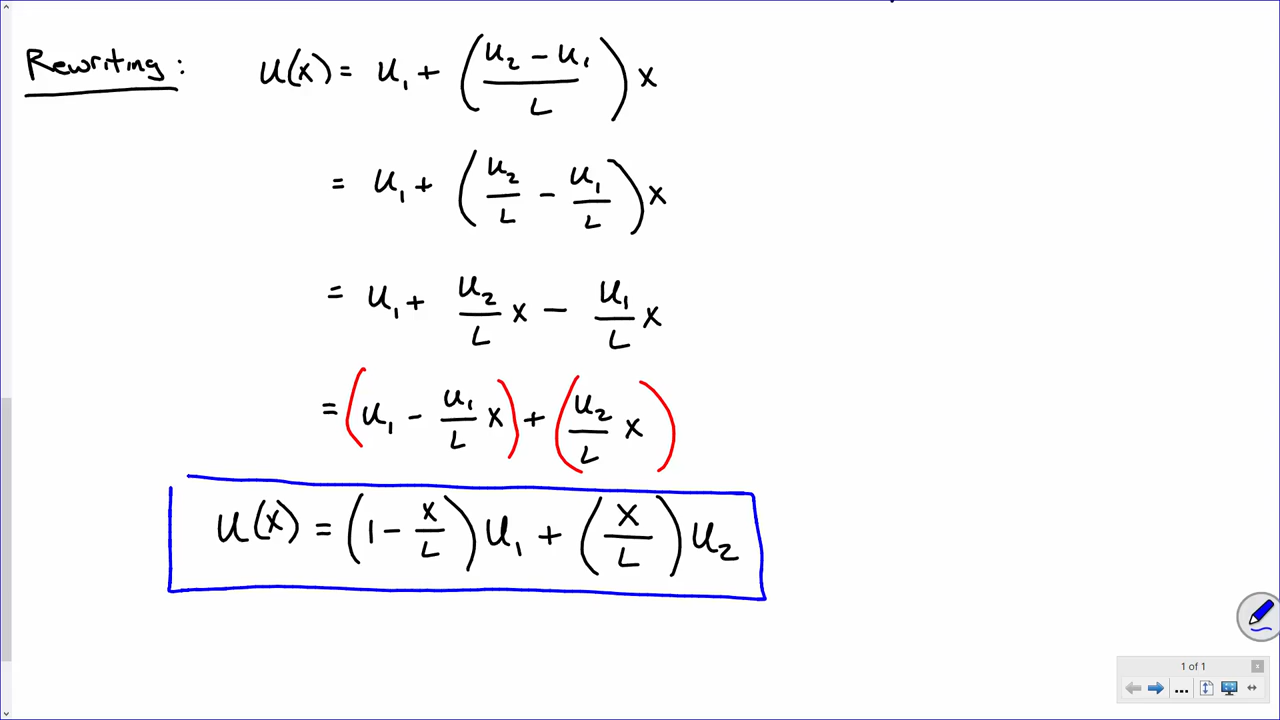 Rewriting: u(x) = u₁ + ((u₂ − u₁)/L) x
= u₁ + (u₂/L − u₁/L) x
= u₁ + u₂/L x − u₁/L x
= (u₁ − u₁/L x) + (u₂/L x)
u(x) = (1 − x/L) u₁ + (x/L) u₂
1 of 1
...